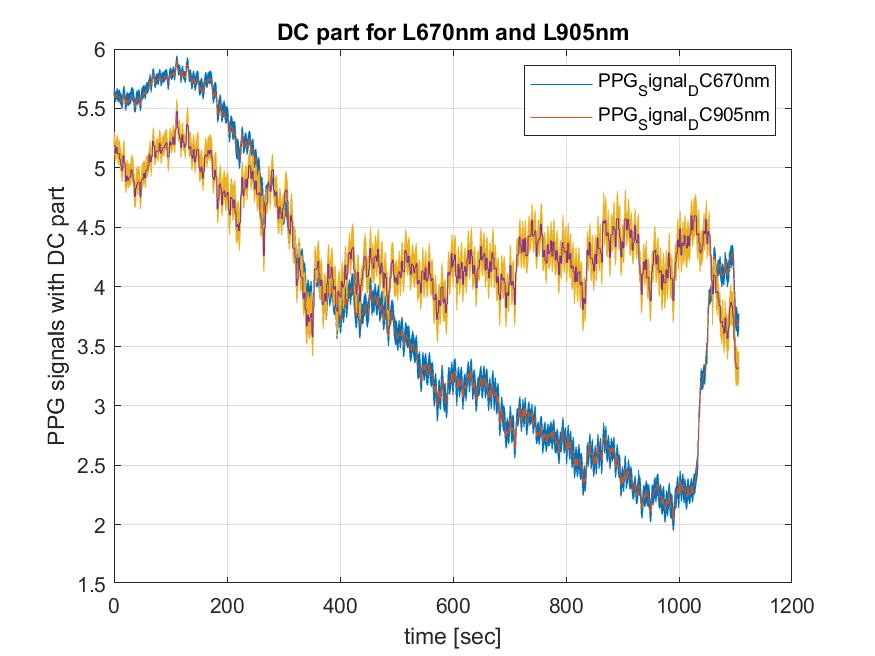 DC part for L670nm and L905nm
PPG_Signal_DC670nm
PPG_Signal_DC905nm
6
5.5
5
4.5
4
3.5
3
2.5
2
1.5
PPG signals with DC part
0 200 400 600 800 1000 1200
time [sec]